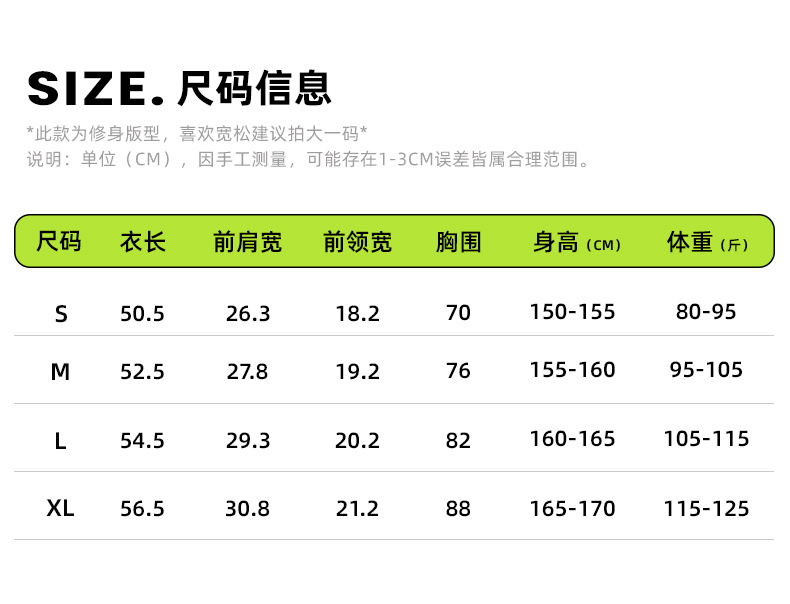 SIZE. 尺码信息
*此款为修身版型，喜欢宽松建议拍大一码*
说明：单位（CM），因手工测量，可能存在1-3CM误差皆属合理范围。
尺码 衣长 前肩宽 前领宽 胸围 身高（CM） 体重（斤）
S 50.5 26.3 18.2 70 150-155 80-95
M 52.5 27.8 19.2 76 155-160 95-105
L 54.5 29.3 20.2 82 160-165 105-115
XL 56.5 30.8 21.2 88 165-170 115-125